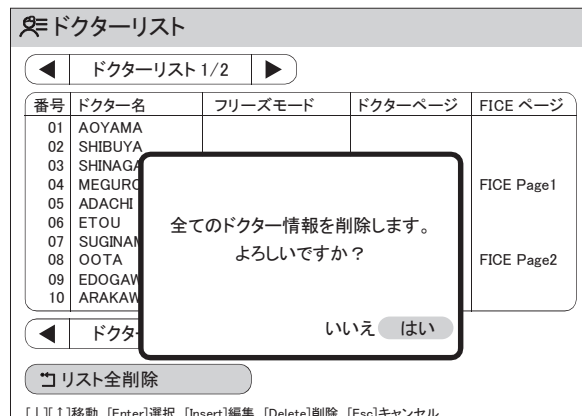 ドクターリスト
ドクターリスト 1/2
番号 ドクター名 フリーズモード ドクターページ FICE ページ
01 AOYAMA
02 SHIBUYA
03 SHINAGA
04 MEGURO FICE Page1
05 ADACHI
06 ETOU
07 SUGINAM
08 OOTA FICE Page2
09 EDOGAW
10 ARAKAW
全てのドクター情報を削除します。
よろしいですか？
いいえ はい
ドクタ
リスト全削除
[↓][↑]移動 [Enter]選択 [Insert]編集 [Delete]削除 [Esc]キャンセル